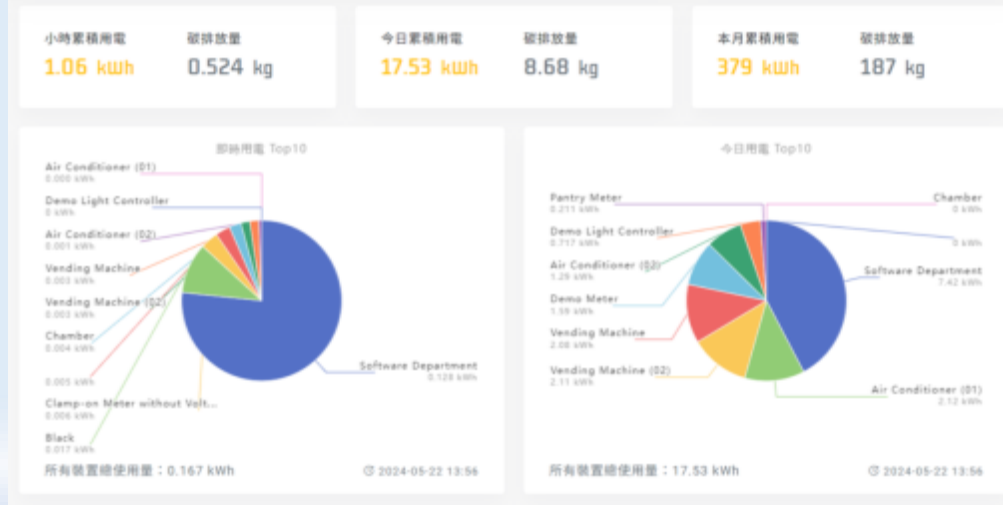 小時累積用電 碳排放量
1.06 kWh 0.524 kg
今日累積用電 碳排放量
17.53 kWh 8.68 kg
本月累積用電 碳排放量
379 kWh 187 kg
即時用電 Top10
Air Conditioner (01)
0.000 kWh
Demo Light Controller
0 kWh
Air Conditioner (02)
0.001 kWh
Vending Machine
0.003 kWh
Vending Machine (02)
0.003 kWh
Chamber
0.004 kWh
0.005 kWh
Clamp-on Meter without Volt...
0.006 kWh
Black
0.017 kWh
Software Department
0.128 kWh
所有裝置總使用量：0.167 kWh
2024-05-22 13:56
今日用電 Top10
Pantry Meter
0.211 kWh
Demo Light Controller
0.717 kWh
Air Conditioner (02)
1.29 kWh
Demo Meter
1.59 kWh
Vending Machine
2.08 kWh
Vending Machine (02)
2.11 kWh
Chamber
0 kWh
0 kWh
Software Department
7.42 kWh
Air Conditioner (01)
2.12 kWh
所有裝置總使用量：17.53 kWh
2024-05-22 13:56